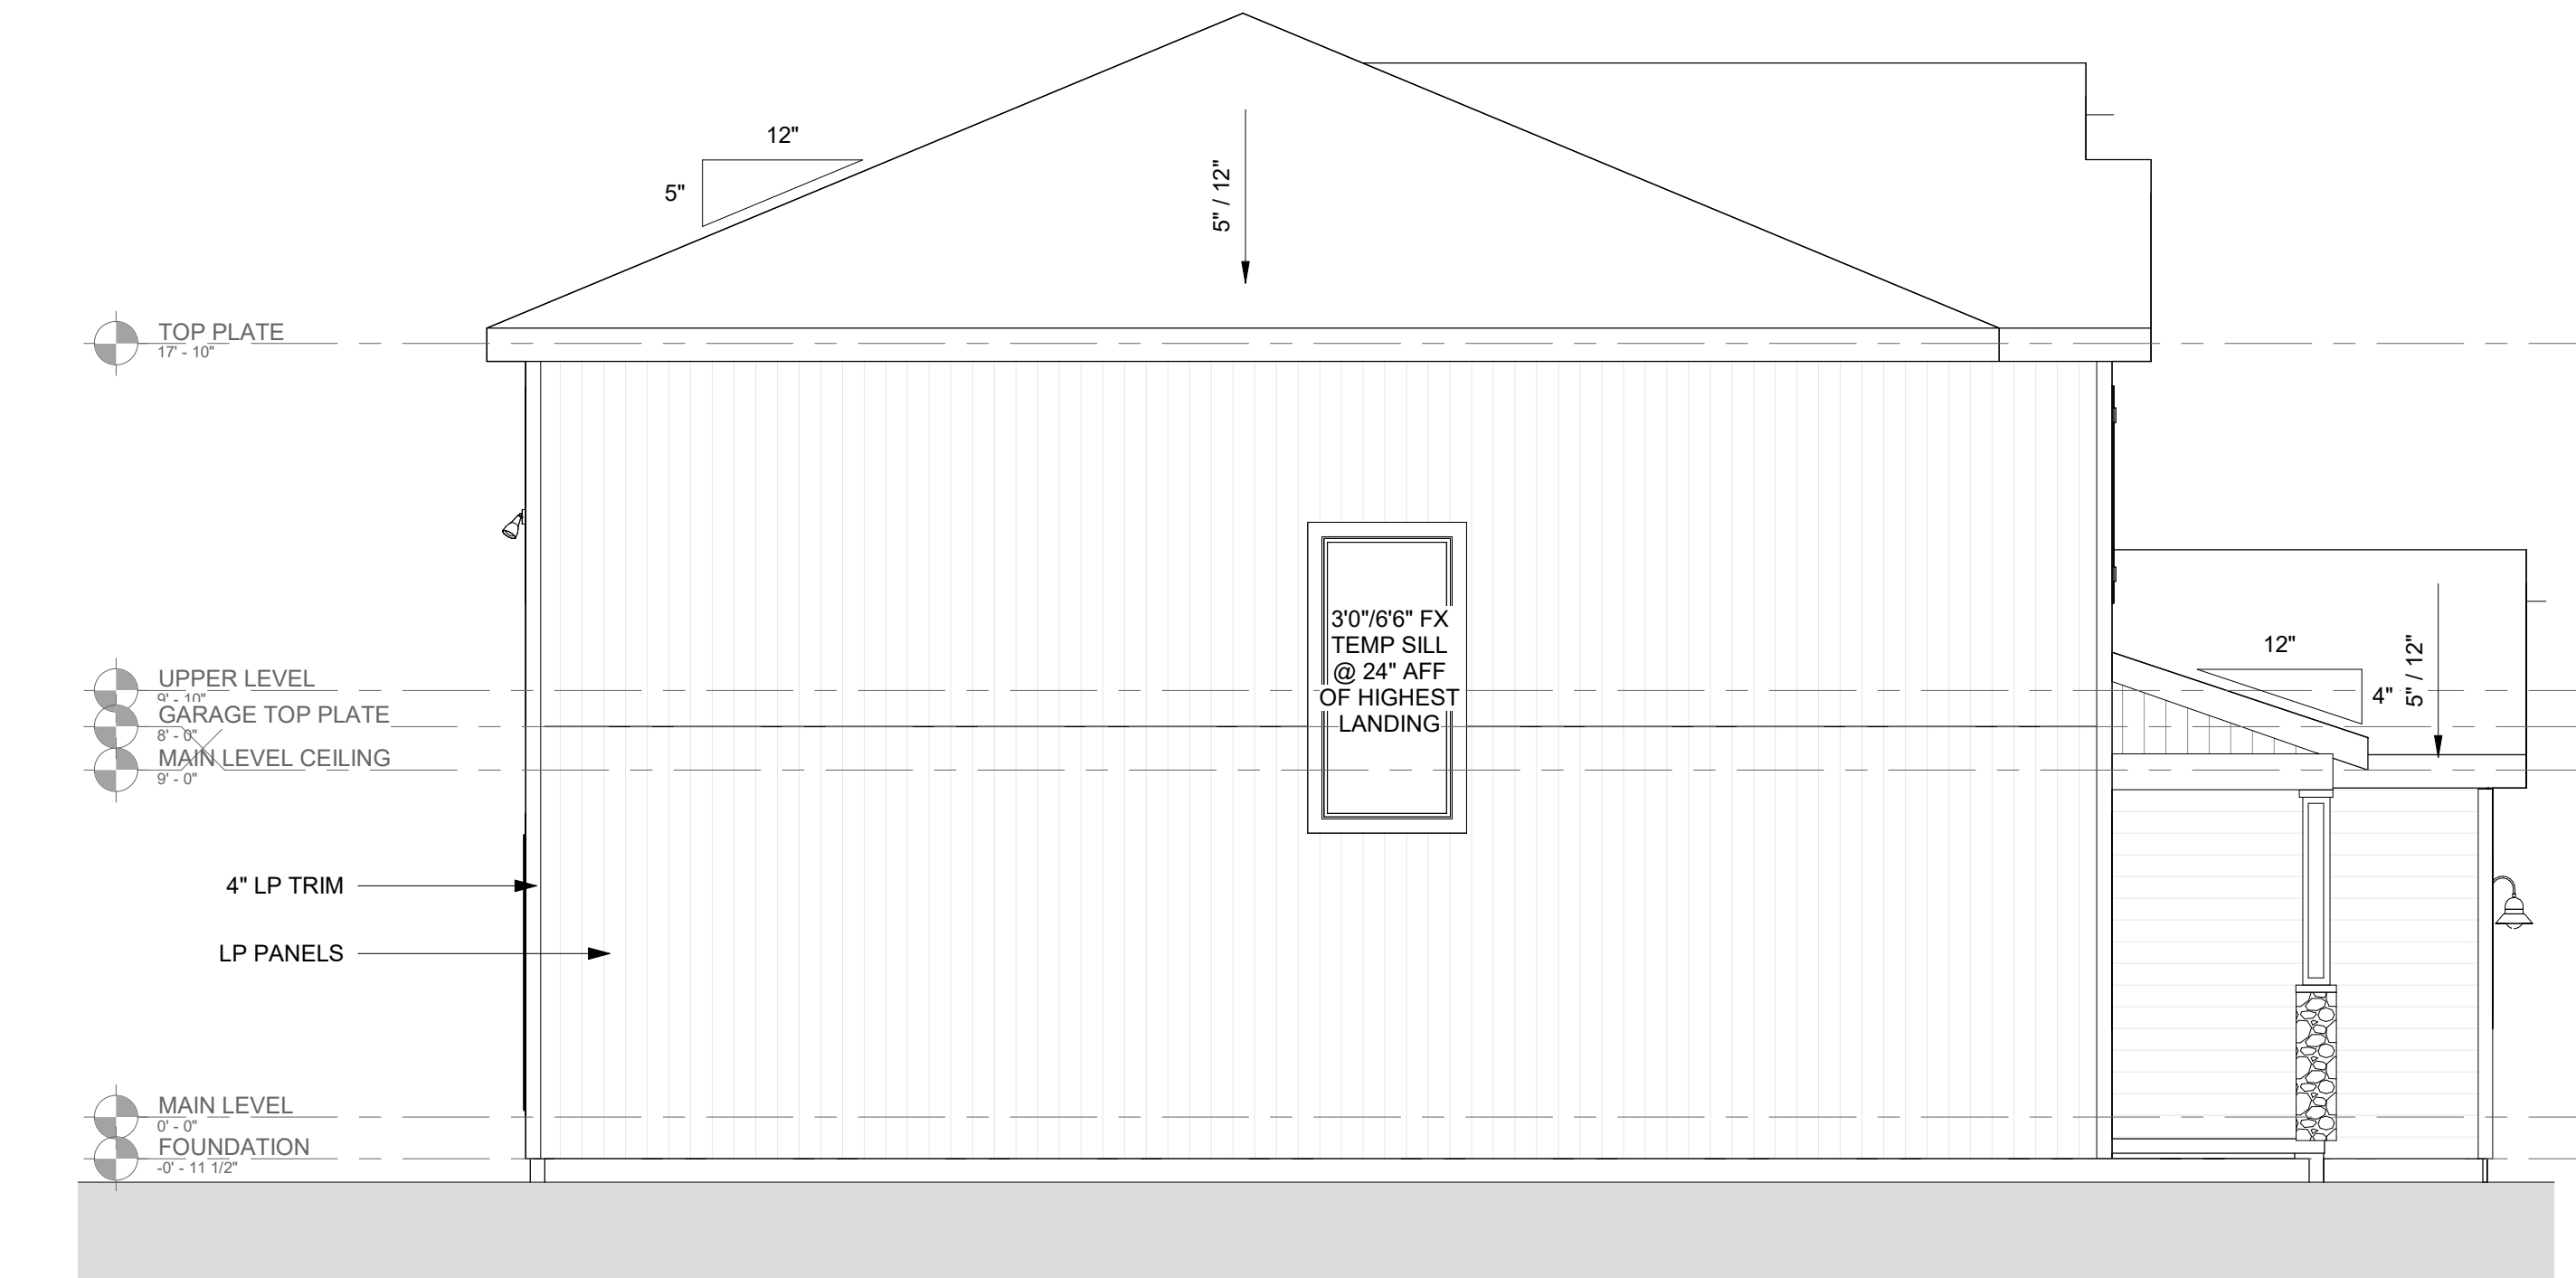 12"
5"
5" / 12"
TOP PLATE
17' - 10"
3'0"/6'6" FX
TEMP SILL
@ 24" AFF
OF HIGHEST
LANDING
UPPER LEVEL
9' - 10"
GARAGE TOP PLATE
8' - 0"
MAIN LEVEL CEILING
9' - 0"
12"
4"
5" / 12"
4" LP TRIM
LP PANELS
MAIN LEVEL
0' - 0"
FOUNDATION
-0' - 11 1/2"